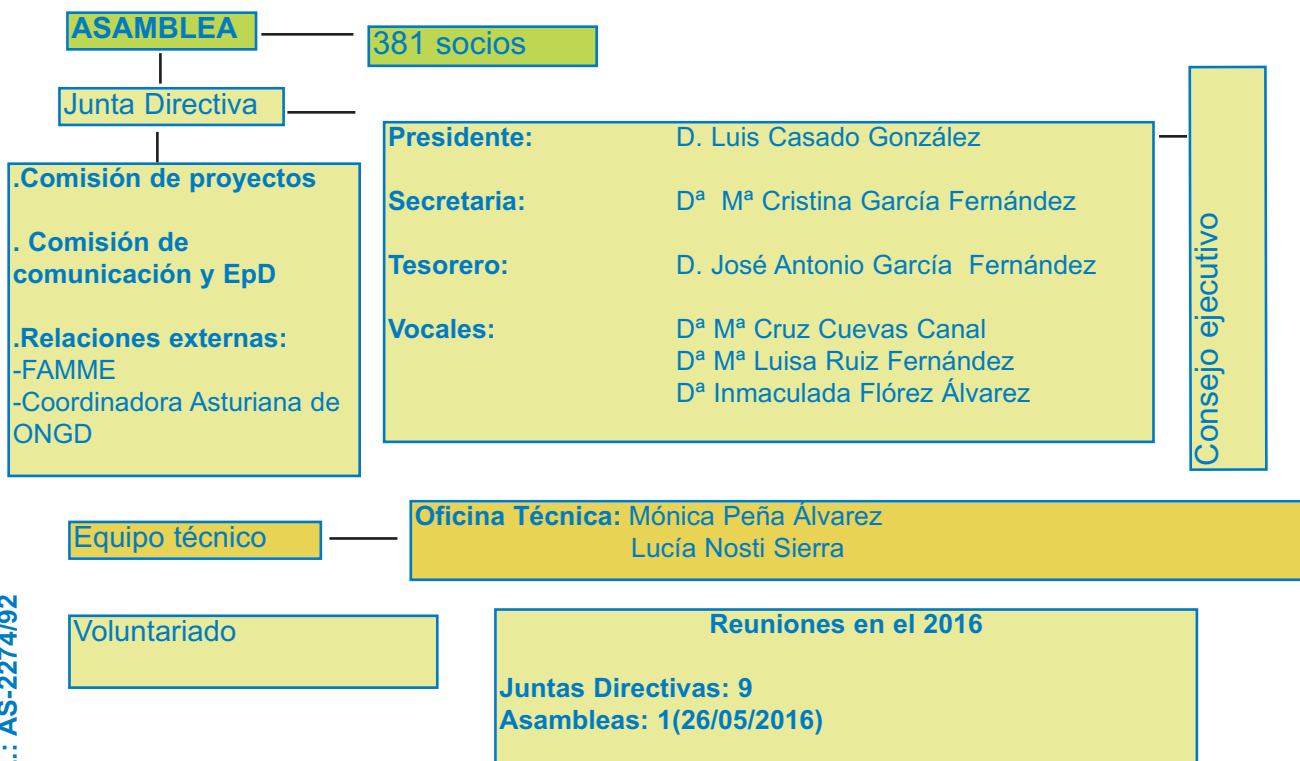 ASAMBLEA
381 socios
Junta Directiva
.Comisión de proyectos
. Comisión de
comunicación y EpD
.Relaciones externas:
-FAMME
-Coordinadora Asturiana de
ONGD
Presidente: D. Luis Casado González
Secretaria: Dª Mª Cristina García Fernández
Tesorero: D. José Antonio García Fernández
Vocales: Dª Mª Cruz Cuevas Canal
Dª Mª Luisa Ruiz Fernández
Dª Inmaculada Flórez Álvarez
Consejo ejecutivo
Equipo técnico
Oficina Técnica: Mónica Peña Álvarez
Lucía Nosti Sierra
Voluntariado
Reuniones en el 2016
Juntas Directivas: 9
Asambleas: 1(26/05/2016)
.: AS-2274/92